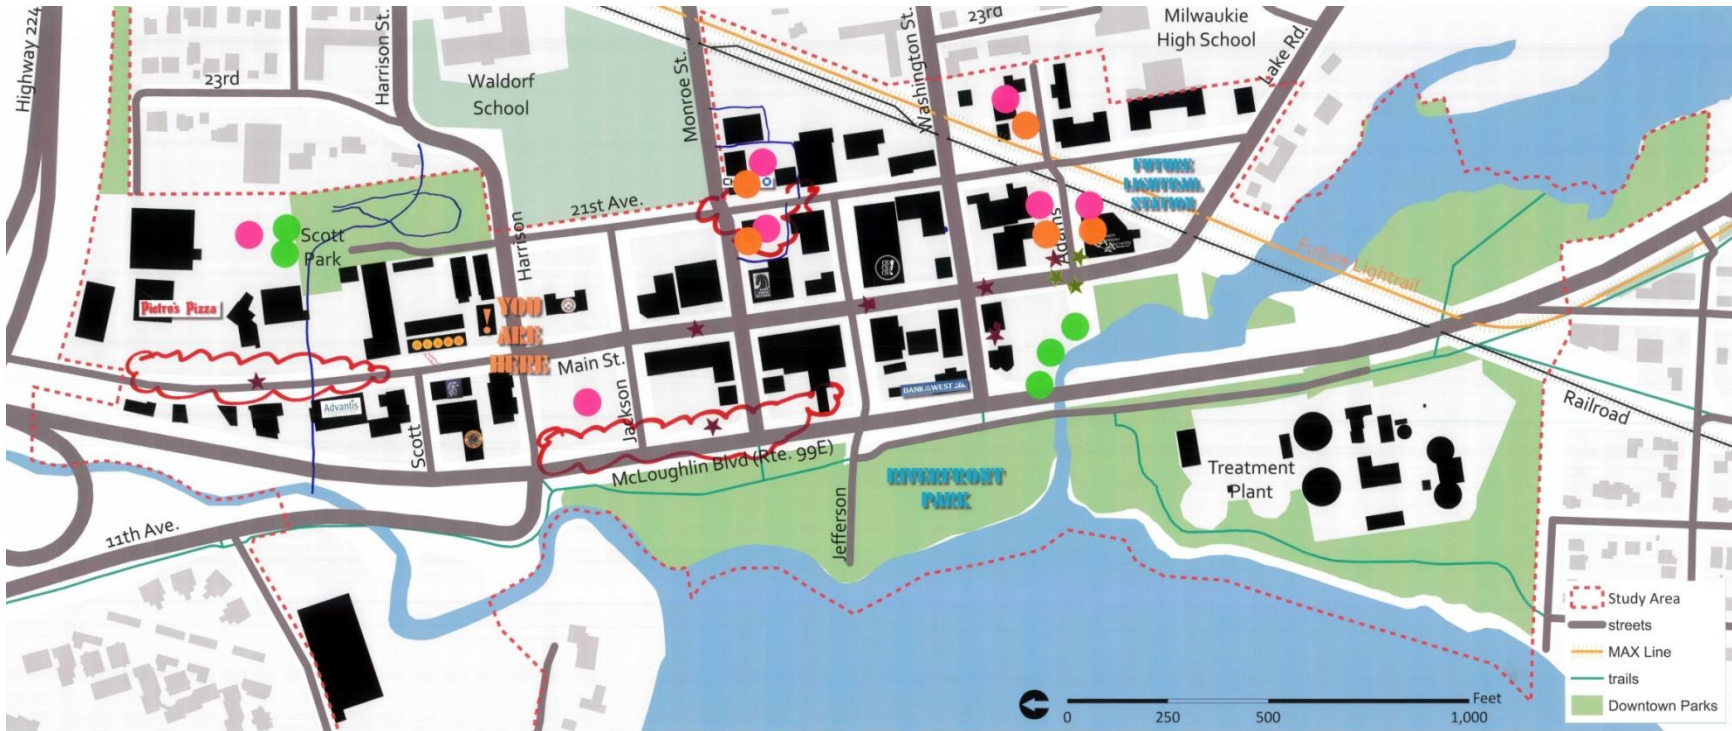 Highway 224
23rd
Harrison St.
Waldorf
School
Monroe St.
Washington St.
23rd
Milwaukie
High School
Lake Rd.
21st Ave.
Harrison
Scott
Park
Adams
FUTURE
LIGHTRAIL
STATION
Future Lightrail
Pietro's Pizza
! YOU
ARE
HERE
Main St.
Advantis
Scott
Jackson
BANK OF THE WEST
McLoughlin Blvd (Rte. 99E)
RIVERFRONT
PARK
Jefferson
11th Ave.
Treatment
Plant
Railroad
Study Area
streets
MAX Line
trails
Downtown Parks
Feet
0 250 500 1,000